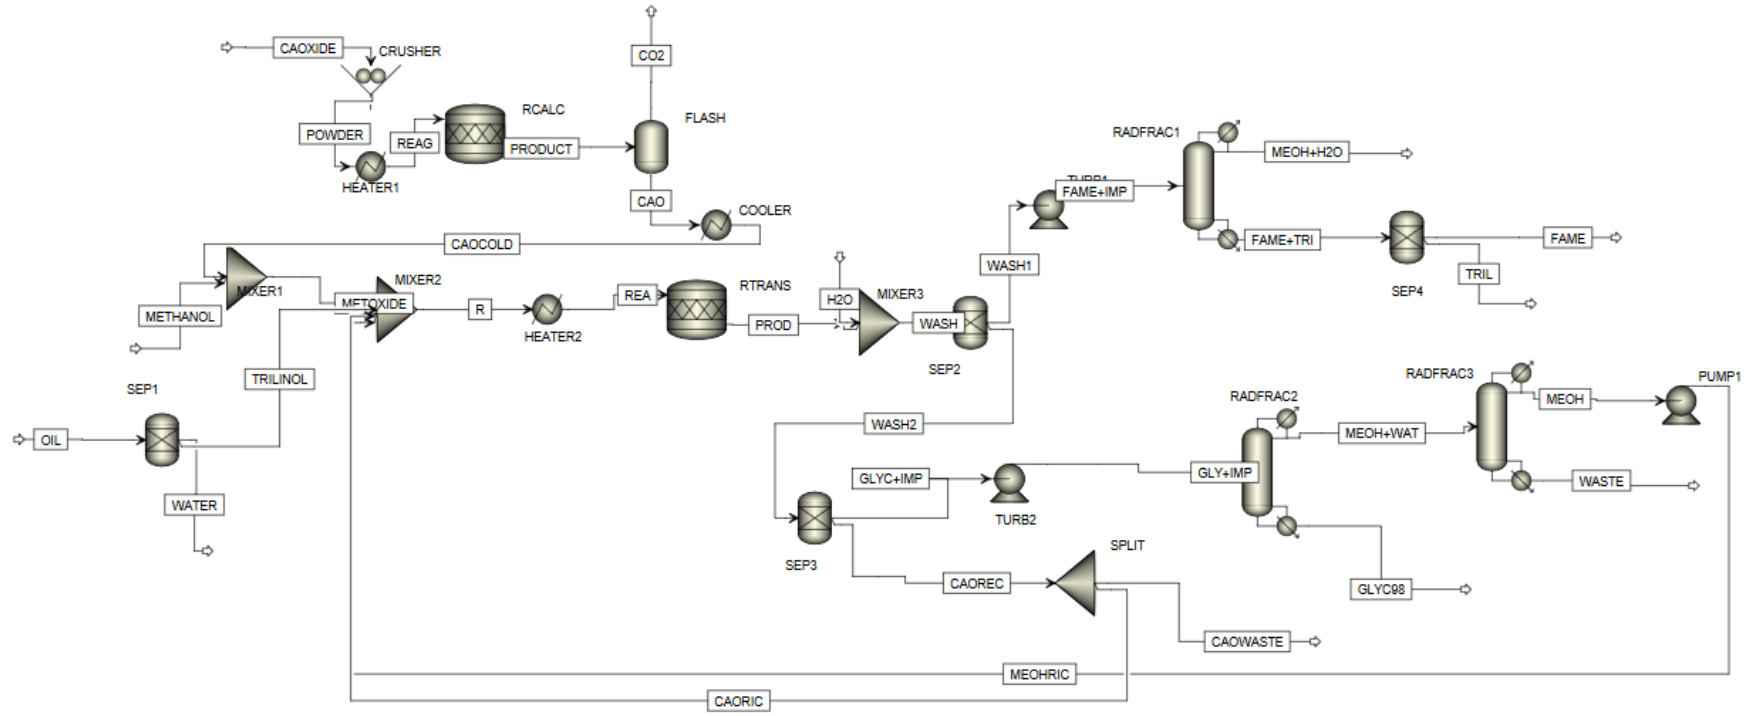 CAOXIDE
CRUSHER
CO2
RCALC
FLASH
POWDER
REAG
PRODUCT
HEATER1
CAO
COOLER
CAOCOLD
MIXER1
METHANOL
MIXER2
METOXIDE
R
HEATER2
REA
RTRANS
PROD
H2O
MIXER3
WASH
SEP2
WASH1
TURB1
FAME+IMP
RADFRAC1
MEOH+H2O
FAME+TRI
FAME
TRIL
SEP4
SEP1
TRILINOL
OIL
WATER
WASH2
GLYC+IMP
SEP3
TURB2
GLY+IMP
RADFRAC2
MEOH+WAT
RADFRAC3
MEOH
PUMP1
WASTE
GLYC98
SPLIT
CAOREC
CAOWASTE
MEOHRIC
CAORIC